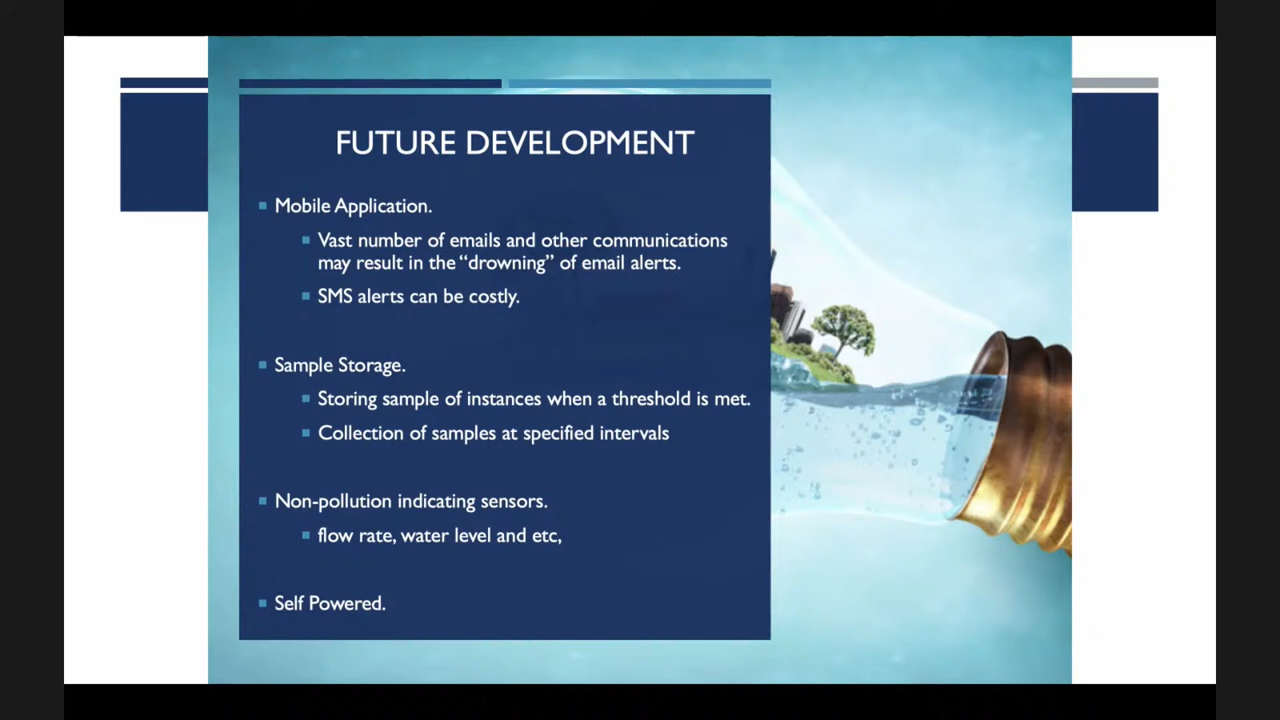 FUTURE DEVELOPMENT
Mobile Application.
Vast number of emails and other communications
may result in the “drowning” of email alerts.
SMS alerts can be costly.
Sample Storage.
Storing sample of instances when a threshold is met.
Collection of samples at specified intervals
Non-pollution indicating sensors.
flow rate, water level and etc,
Self Powered.